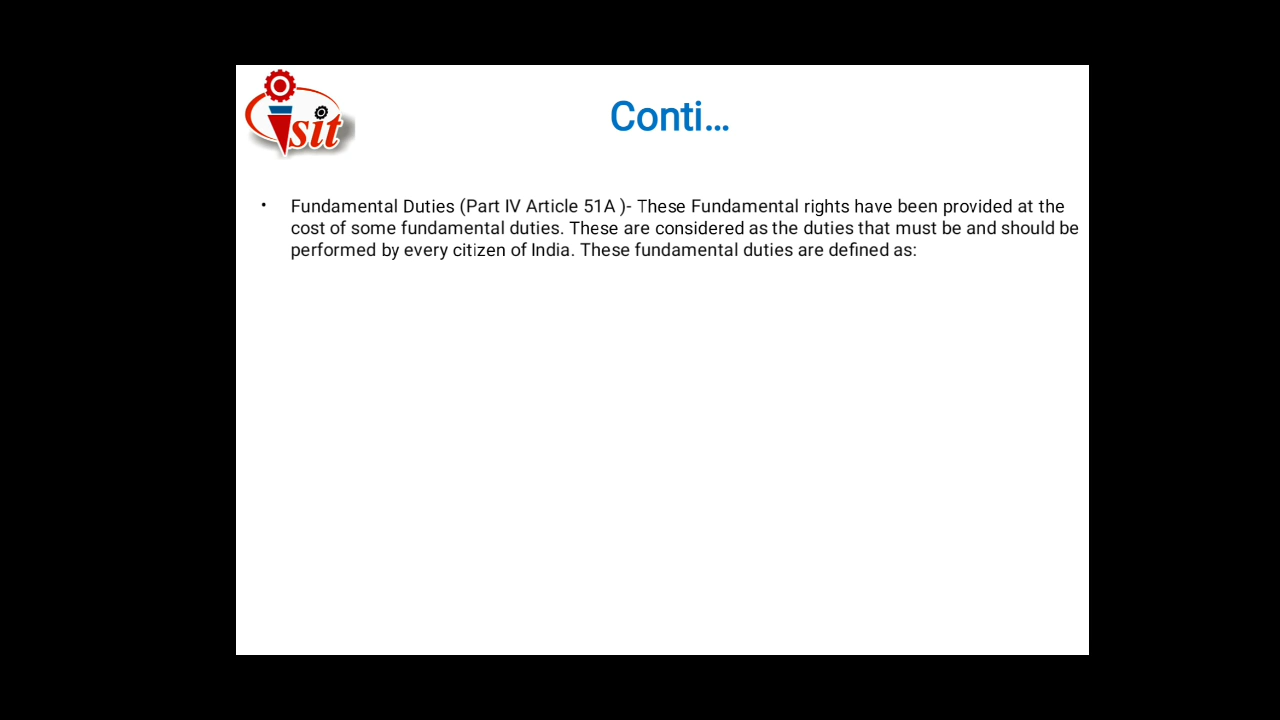 isit
Conti...
• Fundamental Duties (Part IV Article 51A )- These Fundamental rights have been provided at the
cost of some fundamental duties. These are considered as the duties that must be and should be
performed by every citizen of India. These fundamental duties are defined as: